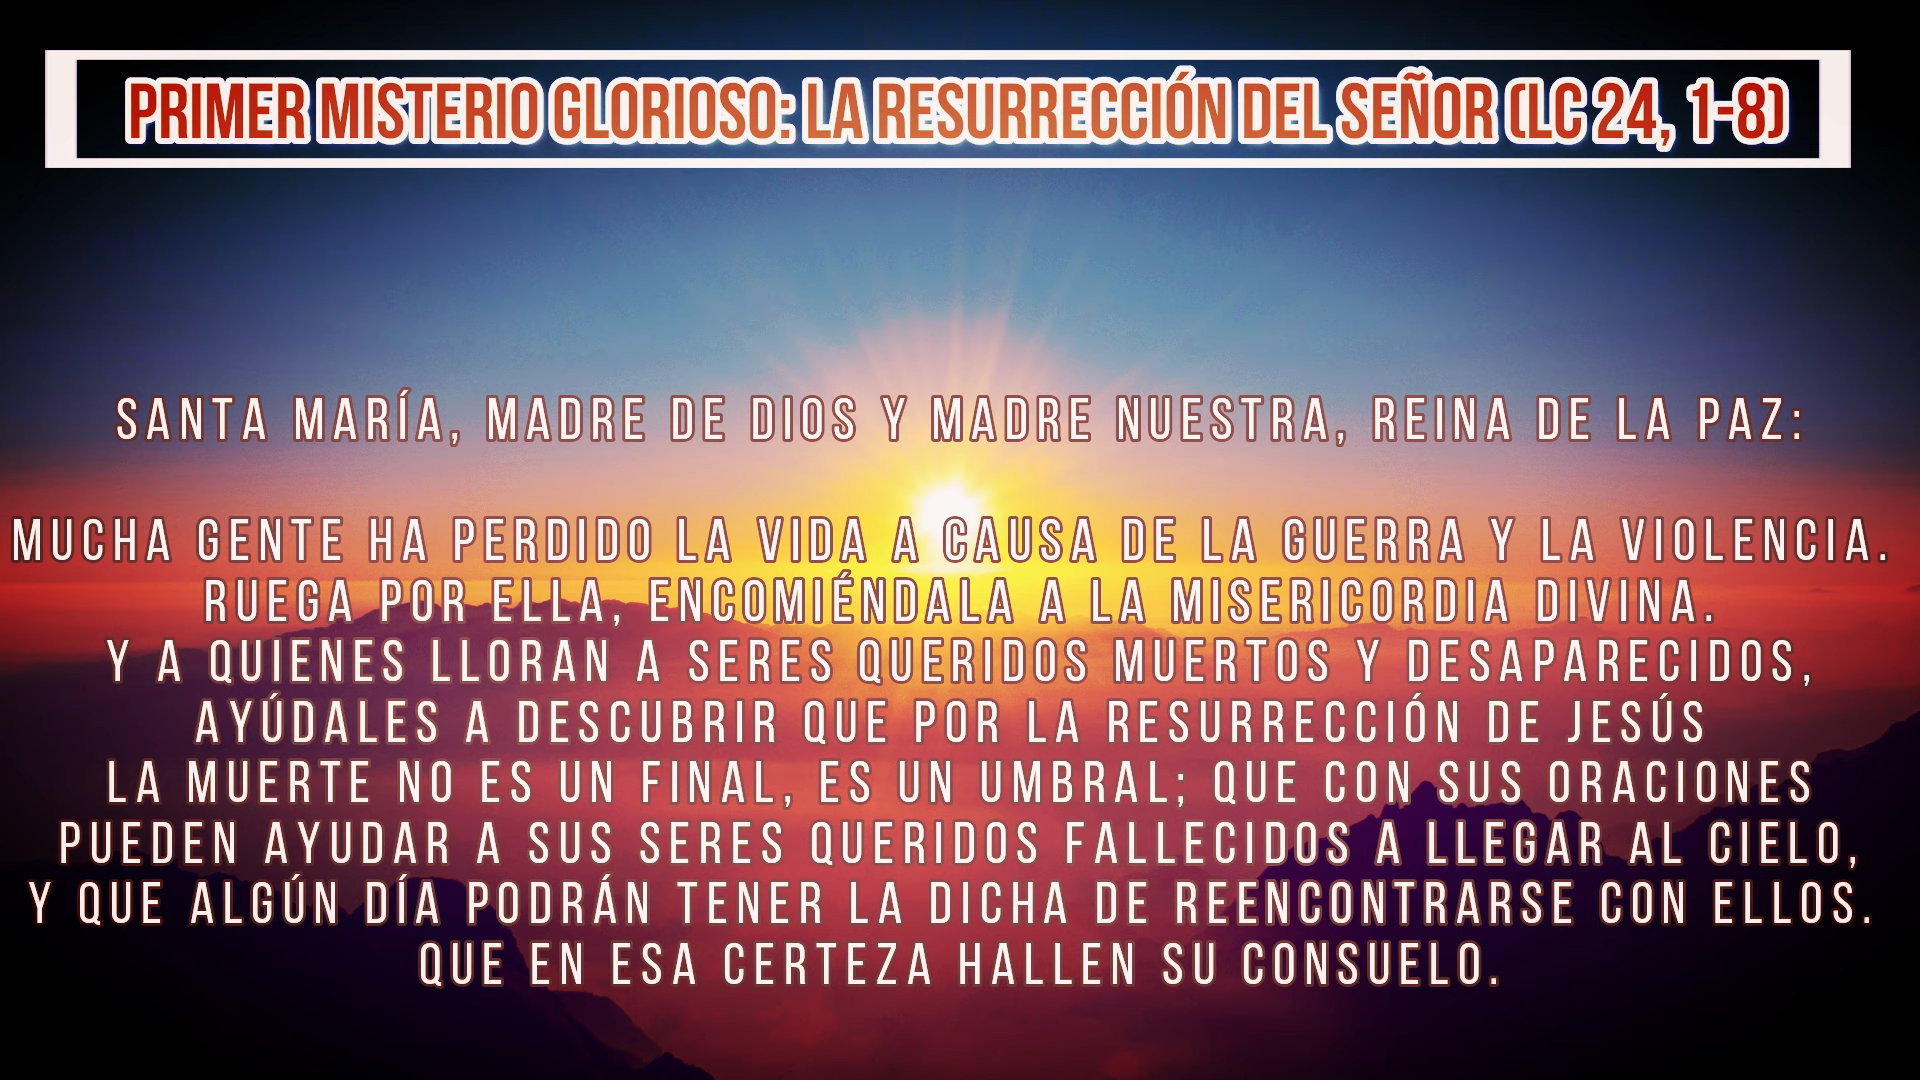 PRIMER MISTERIO GLORIOSO: LA RESURRECCIÓN DEL SEÑOR (LC 24, 1-8)
SANTA MARÍA, MADRE DE DIOS Y MADRE NUESTRA, REINA DE LA PAZ:
MUCHA GENTE HA PERDIDO LA VIDA A CAUSA DE LA GUERRA Y LA VIOLENCIA.
RUEGA POR ELLA, ENCOMIÉNDALA A LA MISERICORDIA DIVINA.
Y A QUIENES LLORAN A SERES QUERIDOS MUERTOS Y DESAPARECIDOS,
AYÚDALES A DESCUBRIR QUE POR LA RESURRECCIÓN DE JESÚS
LA MUERTE NO ES UN FINAL, ES UN UMBRAL; QUE CON SUS ORACIONES
PUEDEN AYUDAR A SUS SERES QUERIDOS FALLECIDOS A LLEGAR AL CIELO,
Y QUE ALGÚN DÍA PODRÁN TENER LA DICHA DE REENCONTRARSE CON ELLOS.
QUE EN ESA CERTEZA HALLEN SU CONSUELO.